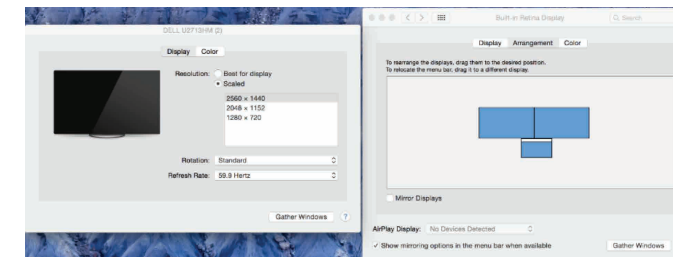 DELL U2713HM (2)
Display Color
Resolution: Best for display
Scaled
2560 × 1440
2048 × 1152
1280 × 720
Rotation: Standard
Refresh Rate: 59.9 Hertz
Gather Windows ?
Built-in Retina Display
Search
Display Arrangement Color
To rearrange the displays, drag them to the desired position.
To relocate the menu bar, drag it to a different display.
Mirror Displays
AirPlay Display: No Devices Detected
Show mirroring options in the menu bar when available
Gather Windows